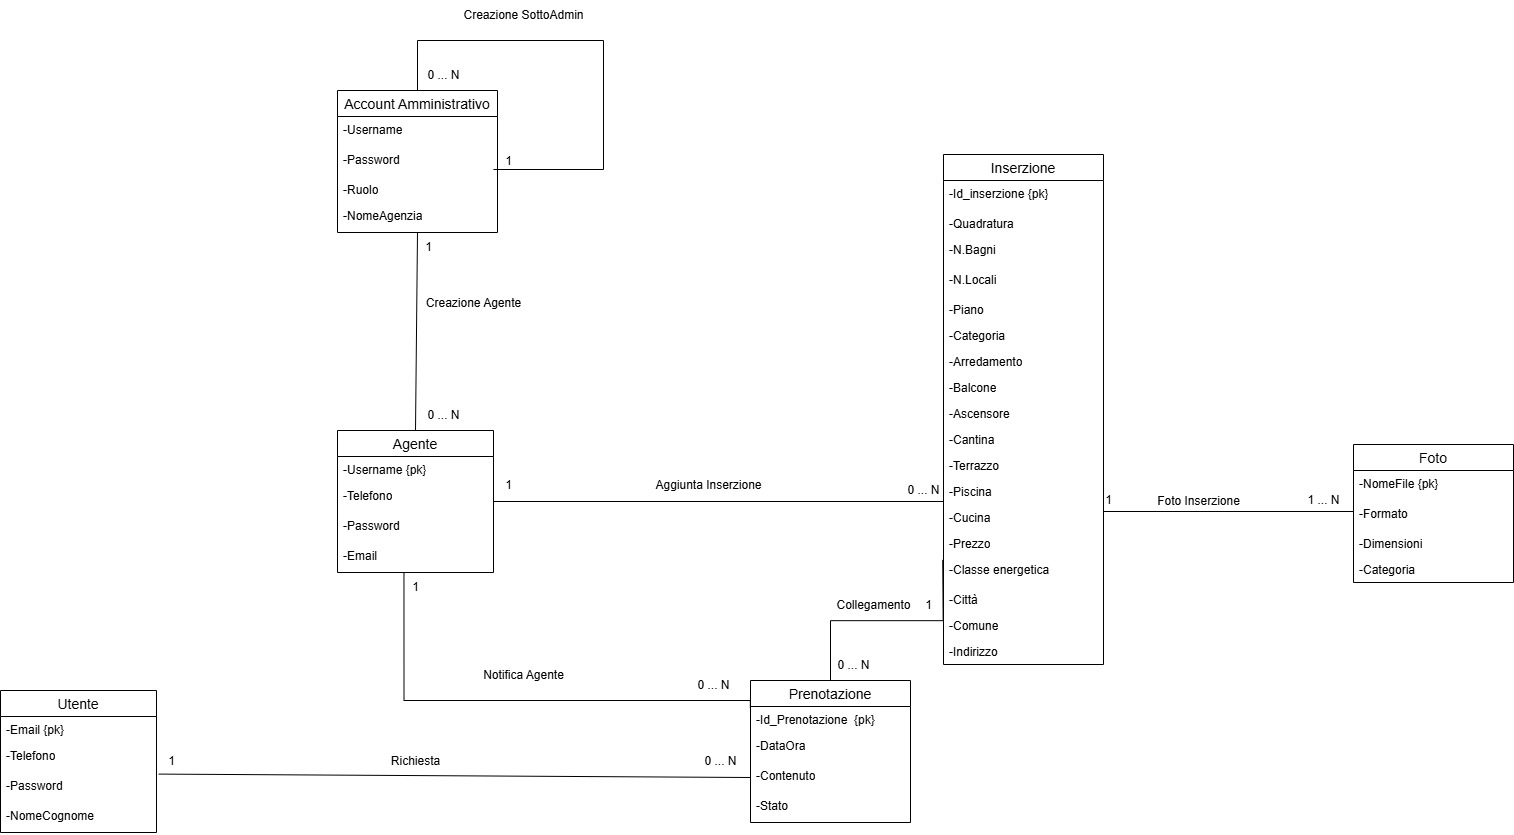 Creazione SottoAdmin
0 ... N
Account Amministrativo
-Username
-Password
-Ruolo
-NomeAgenzia
1
1
Creazione Agente
0 ... N
Agente
-Username {pk}
-Telefono
-Password
-Email
1
Aggiunta Inserzione
0 ... N
Inserzione
-Id_inserzione {pk}
-Quadratura
-N.Bagni
-N.Locali
-Piano
-Categoria
-Arredamento
-Balcone
-Ascensore
-Cantina
-Terrazzo
-Piscina
-Cucina
-Prezzo
-Classe energetica
-Città
-Comune
-Indirizzo
1
Foto Inserzione
1 ... N
Foto
-NomeFile {pk}
-Formato
-Dimensioni
-Categoria
Collegamento
1
0 ... N
1
Notifica Agente
0 ... N
Prenotazione
-Id_Prenotazione {pk}
-DataOra
-Contenuto
-Stato
Utente
-Email {pk}
-Telefono
-Password
-NomeCognome
1
Richiesta
0 ... N